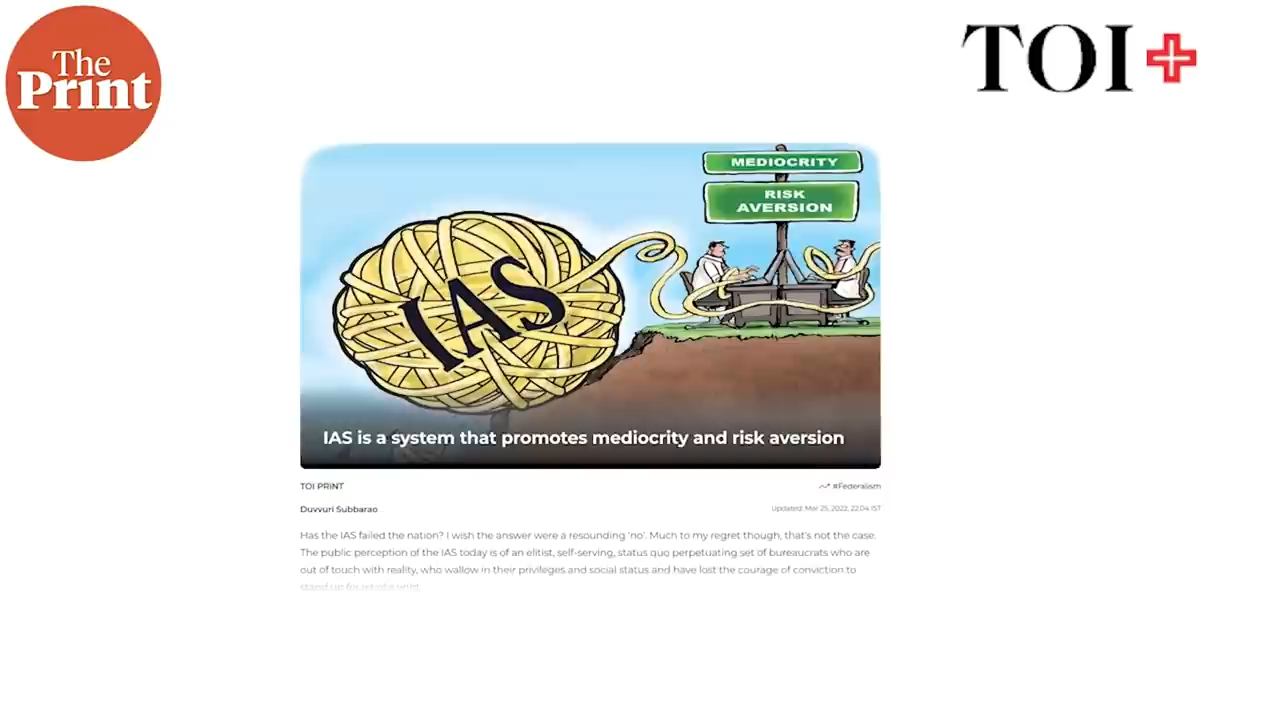 The
Print
TOI+
MEDIOCRITY
RISK
AVERSION
IAS
IAS is a system that promotes mediocrity and risk aversion
TOI PRINT
#Federalism
Duvvuri Subbarao
Updated: Mar 25, 2022, 22:04 IST
Has the IAS failed the nation? I wish the answer were a resounding ‘no’. Much to my regret though, that’s not the case.
The public perception of the IAS today is of an elitist, self-serving, status quo perpetuating set of bureaucrats who are
out of touch with reality, who wallow in their privileges and social status and have lost the courage of conviction to